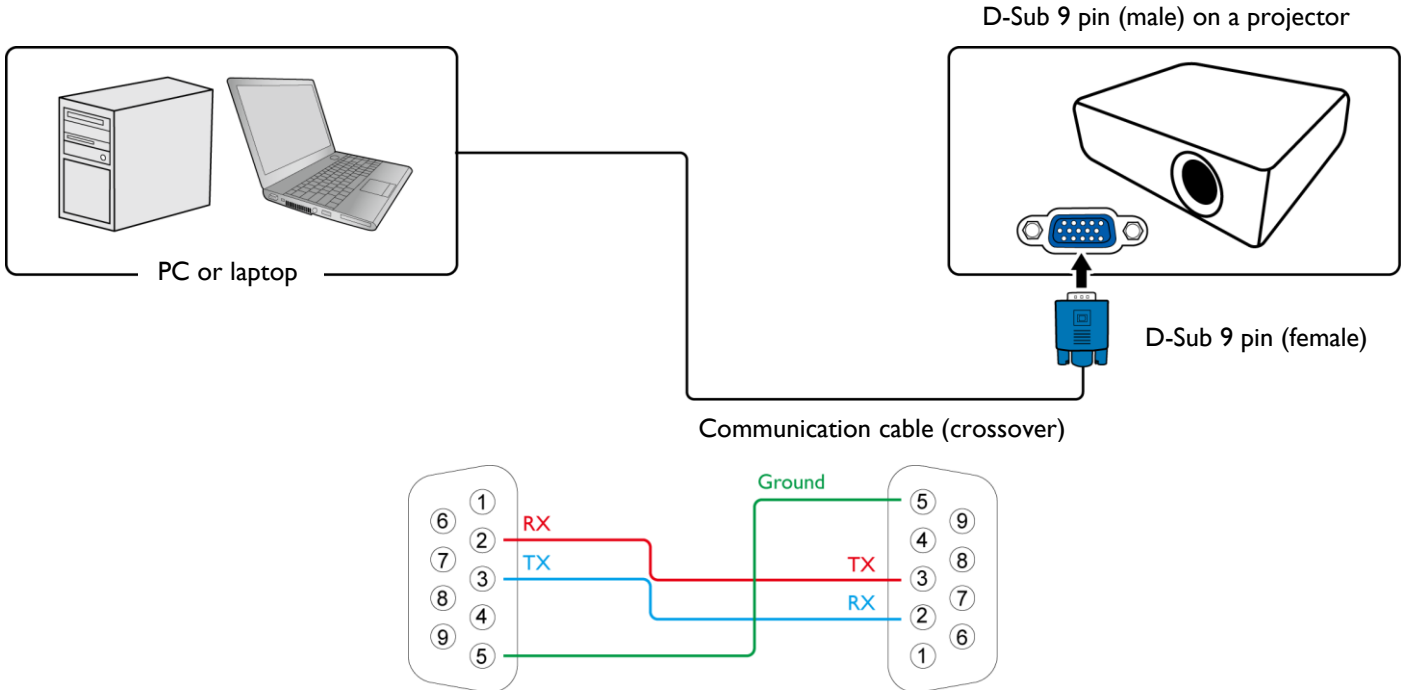 D-Sub 9 pin (male) on a projector
PC or laptop
D-Sub 9 pin (female)
Communication cable (crossover)
Ground
1
6
2
RX
7
3
TX
8
4
9
5
5
9
4
8
TX
3
7
RX
2
6
1